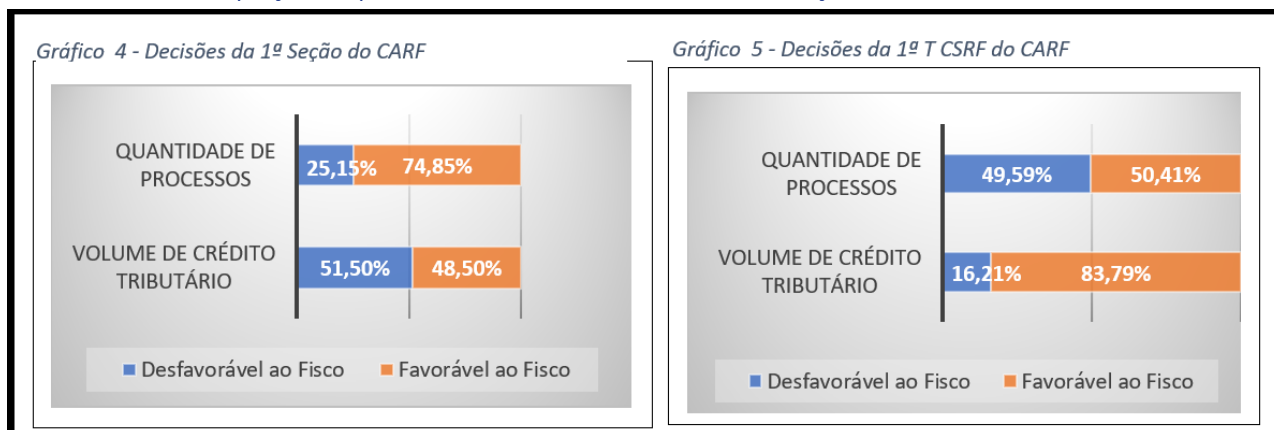 Gráfico 4 - Decisões da 1ª Seção do CARF
QUANTIDADE DE
PROCESSOS
25,15% 74,85%
VOLUME DE CRÉDITO
TRIBUTÁRIO
51,50% 48,50%
Desfavorável ao Fisco Favorável ao Fisco
Gráfico 5 - Decisões da 1ª T CSRF do CARF
QUANTIDADE DE
PROCESSOS
49,59% 50,41%
VOLUME DE CRÉDITO
TRIBUTÁRIO
16,21% 83,79%
Desfavorável ao Fisco Favorável ao Fisco